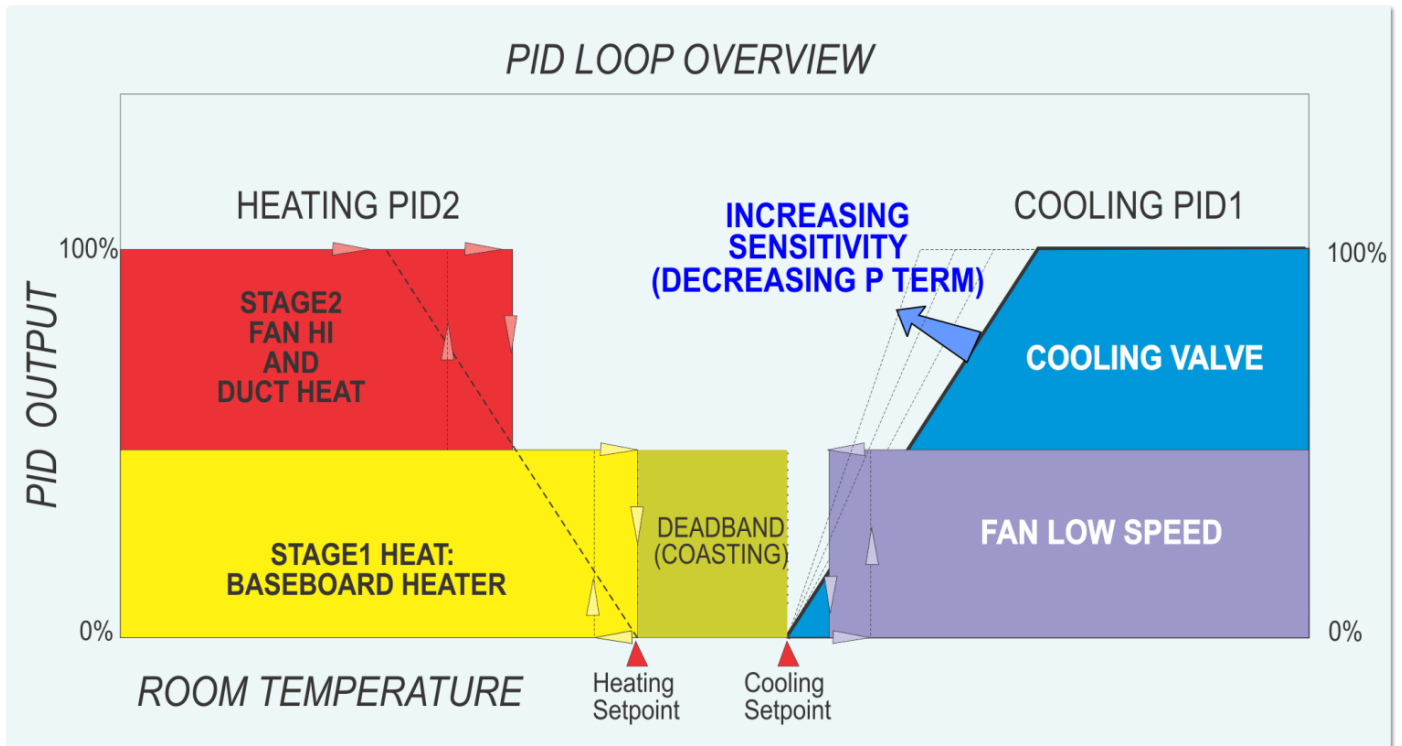 PID LOOP OVERVIEW
HEATING PID2
INCREASING
SENSITIVITY
(DECREASING P TERM)
COOLING PID1
100%
100%
PID OUTPUT
STAGE2
FAN HI
AND
DUCT HEAT
COOLING VALVE
STAGE1 HEAT:
BASEBOARD HEATER
DEADBAND
(COASTING)
FAN LOW SPEED
0%
0%
ROOM TEMPERATURE
Heating
Setpoint
Cooling
Setpoint